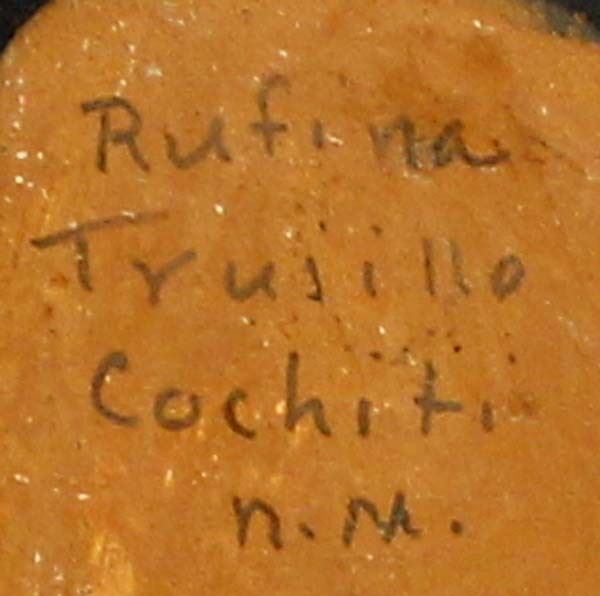 Rufina
Trujillo
Cochiti
n.m.